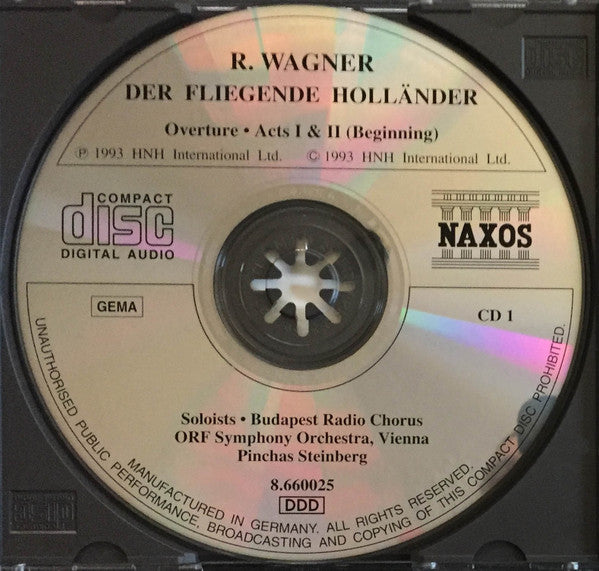 R. WAGNER
DER FLIEGENDE HOLLÄNDER
Overture • Acts I & II (Beginning)
℗ 1993 HNH International Ltd. © 1993 HNH International Ltd.
COMPACT
disc
DIGITAL AUDIO
NAXOS
GEMA
CD 1
Soloists • Budapest Radio Chorus
ORF Symphony Orchestra, Vienna
Pinchas Steinberg
8.660025
DDD
MANUFACTURED IN GERMANY. ALL RIGHTS RESERVED.
UNAUTHORISED PUBLIC PERFORMANCE, BROADCASTING AND COPYING OF THIS COMPACT DISC PROHIBITED.